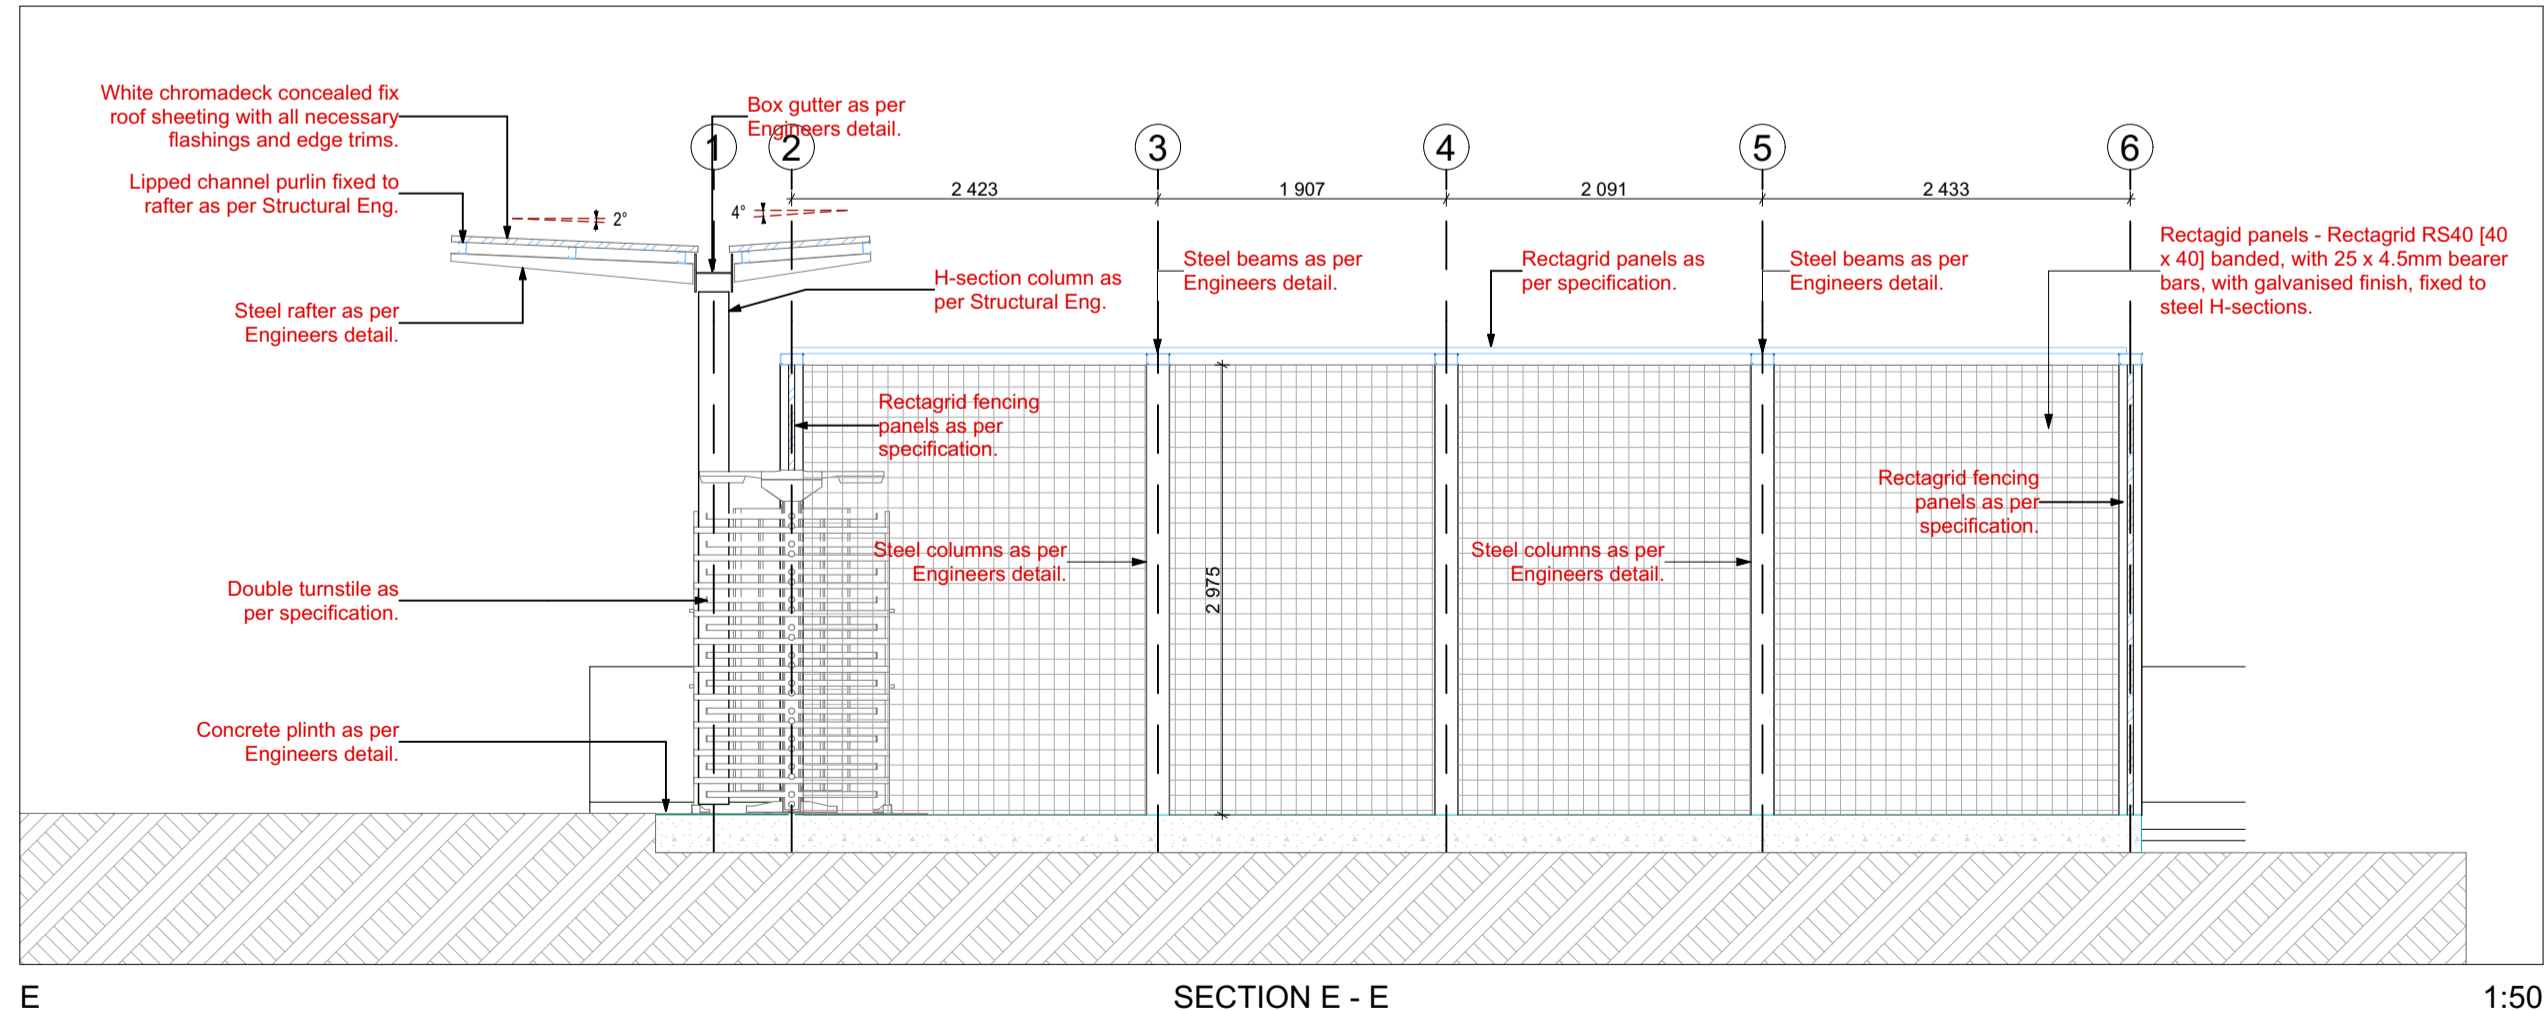 White chromadeck concealed fix
roof sheeting with all necessary
flashings and edge trims.
Lipped channel purlin fixed to
rafter as per Structural Eng.
Steel rafter as per
Engineers detail.
Double turnstile as
per specification.
Concrete plinth as per
Engineers detail.
2°
4°
Box gutter as per
Engineers detail.
1
2
3
4
5
6
2 423
1 907
2 091
2 433
H-section column as
per Structural Eng.
Steel beams as per
Engineers detail.
Rectagrid panels as
per specification.
Steel beams as per
Engineers detail.
Rectagid panels - Rectagrid RS40 [40
x 40] banded, with 25 x 4.5mm bearer
bars, with galvanised finish, fixed to
steel H-sections.
Rectagrid fencing
panels as per
specification.
Steel columns as per
Engineers detail.
2 975
Steel columns as per
Engineers detail.
Rectagrid fencing
panels as per
specification.
E
SECTION E - E
1:50